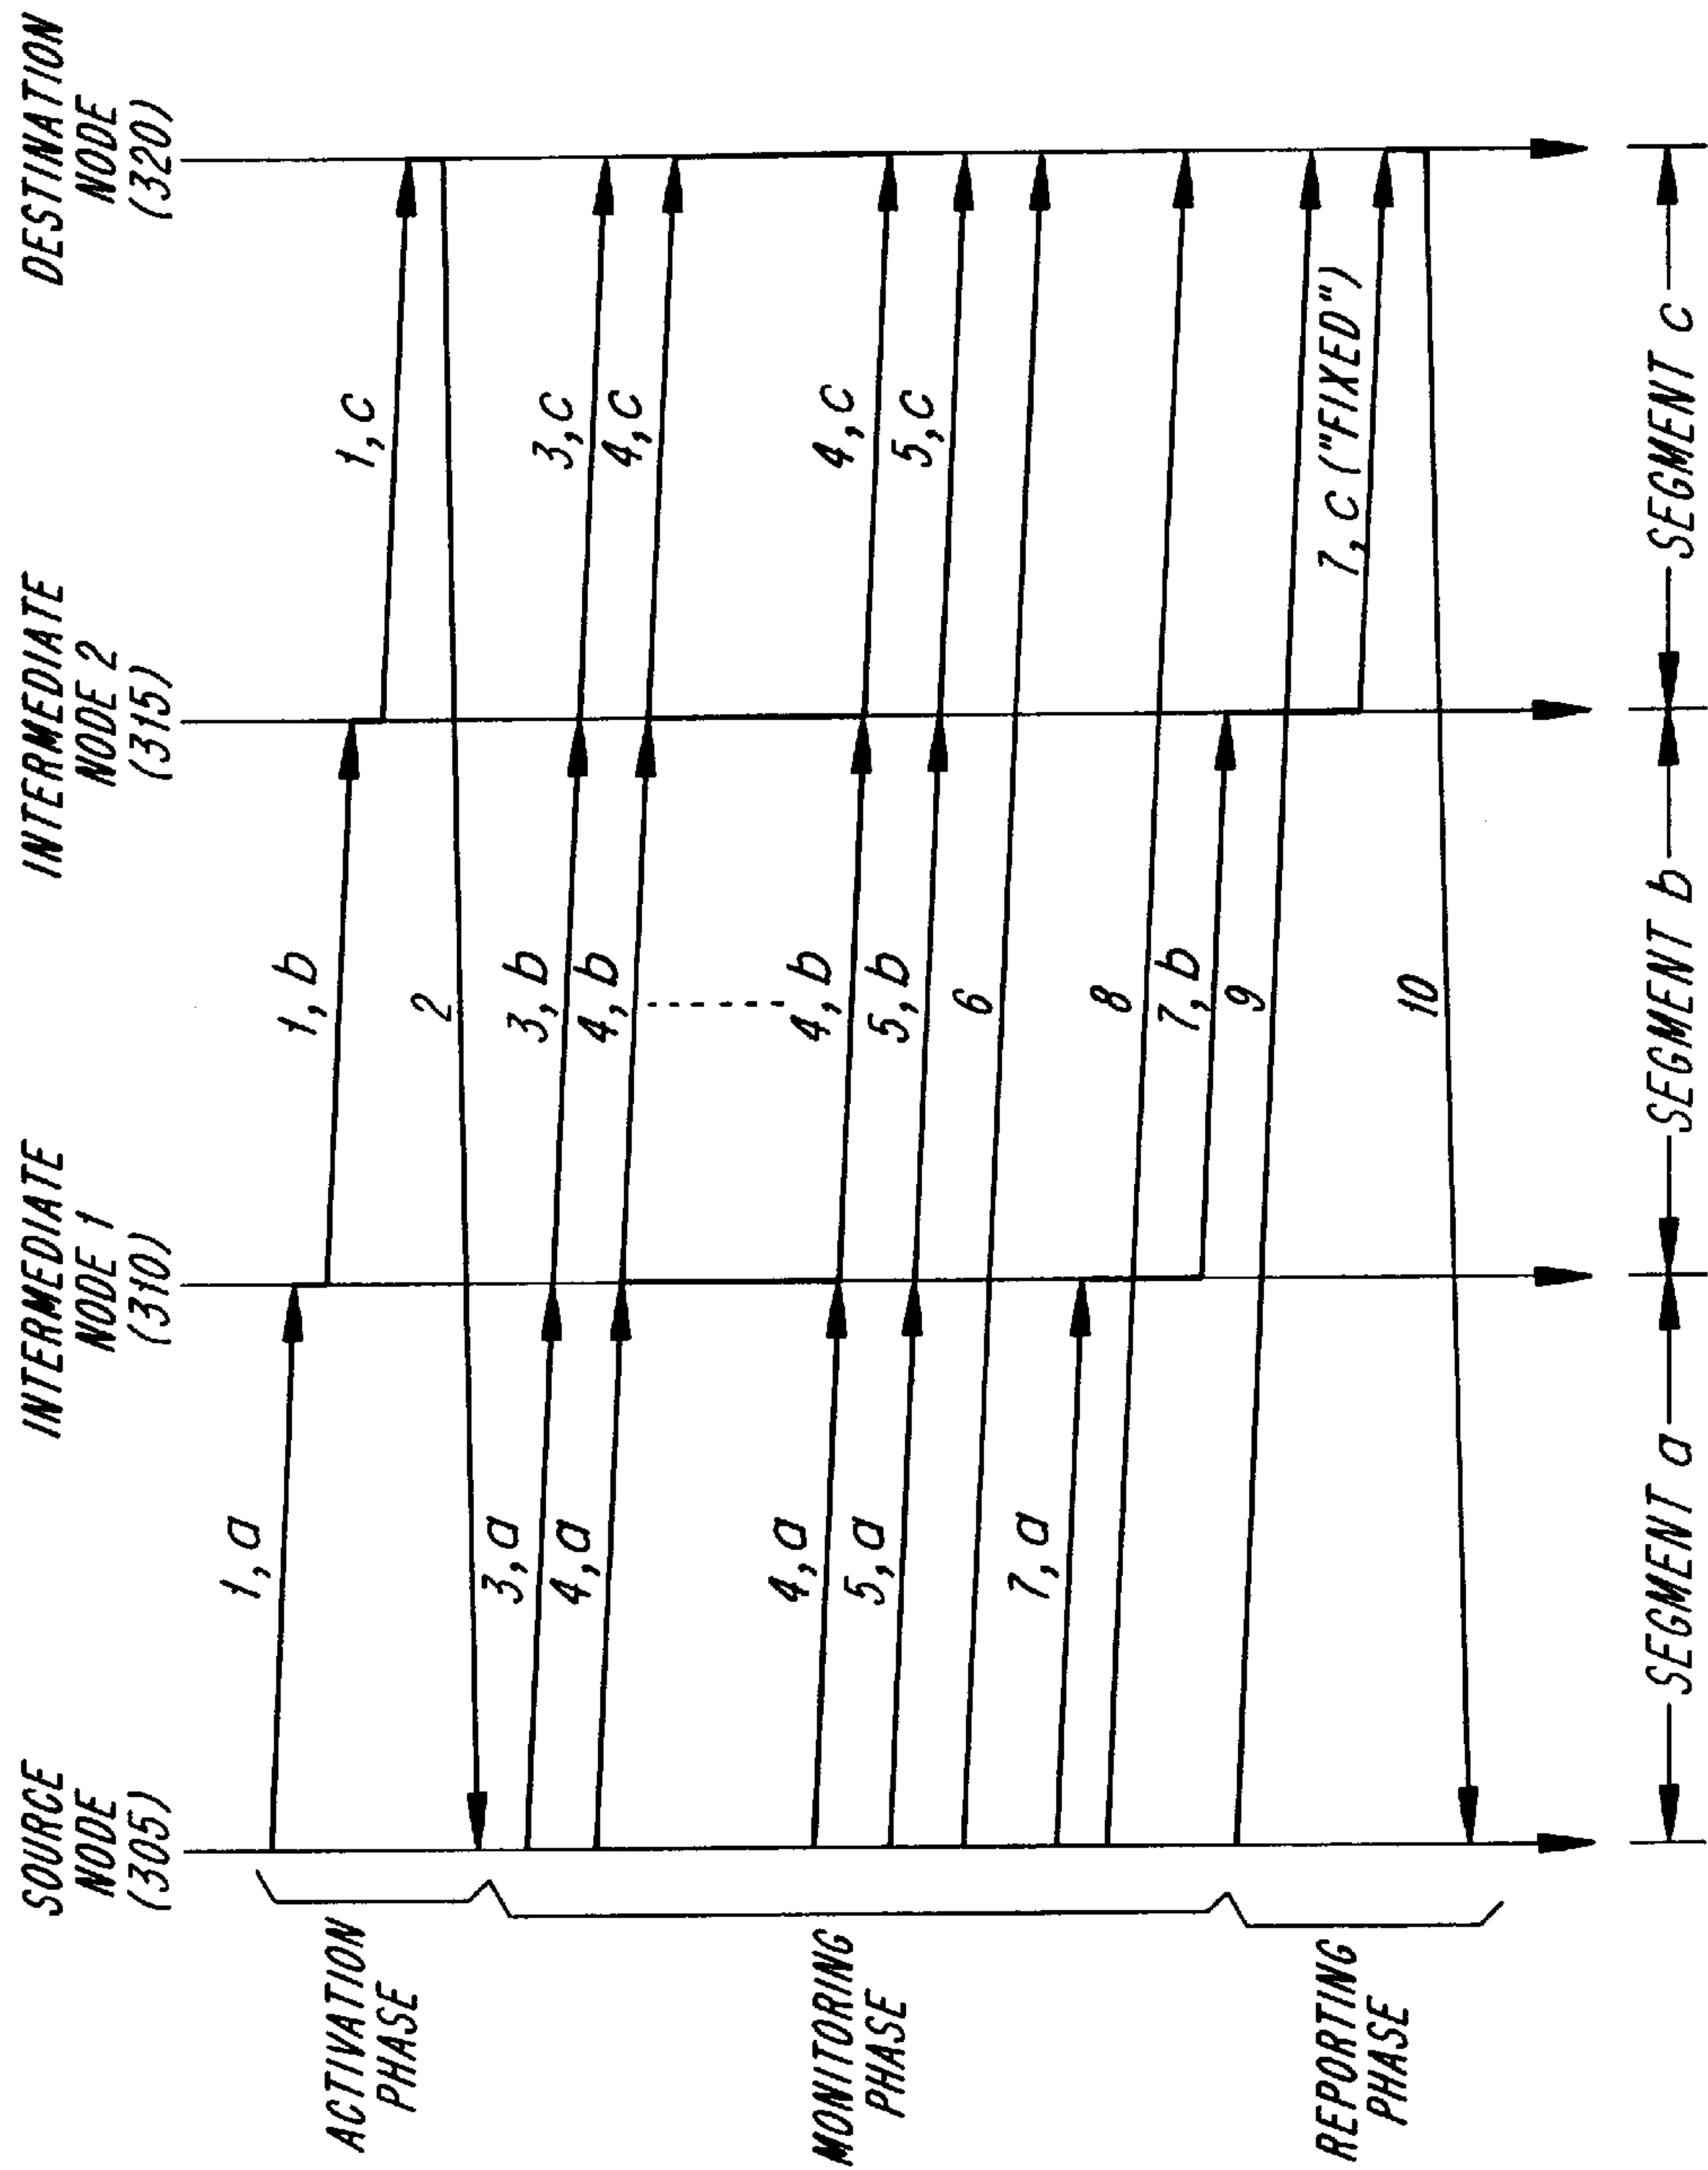 SOURCE
NODE
(305)
INTERMEDIATE
NODE 1
(310)
INTERMEDIATE
NODE 2
(315)
DESTINATION
NODE
(320)
ACTIVATION
PHASE
1,a
1,b
1,c
2
MONITORING
PHASE
3,a
3,b
3,c
4,a
4,b
4,c
4,a
4,b
4,c
5,a
5,b
5,c
6
7,a
8
7,b
REPORTING
PHASE
9
7,c ("FIXED")
10
SEGMENT a
SEGMENT b
SEGMENT c